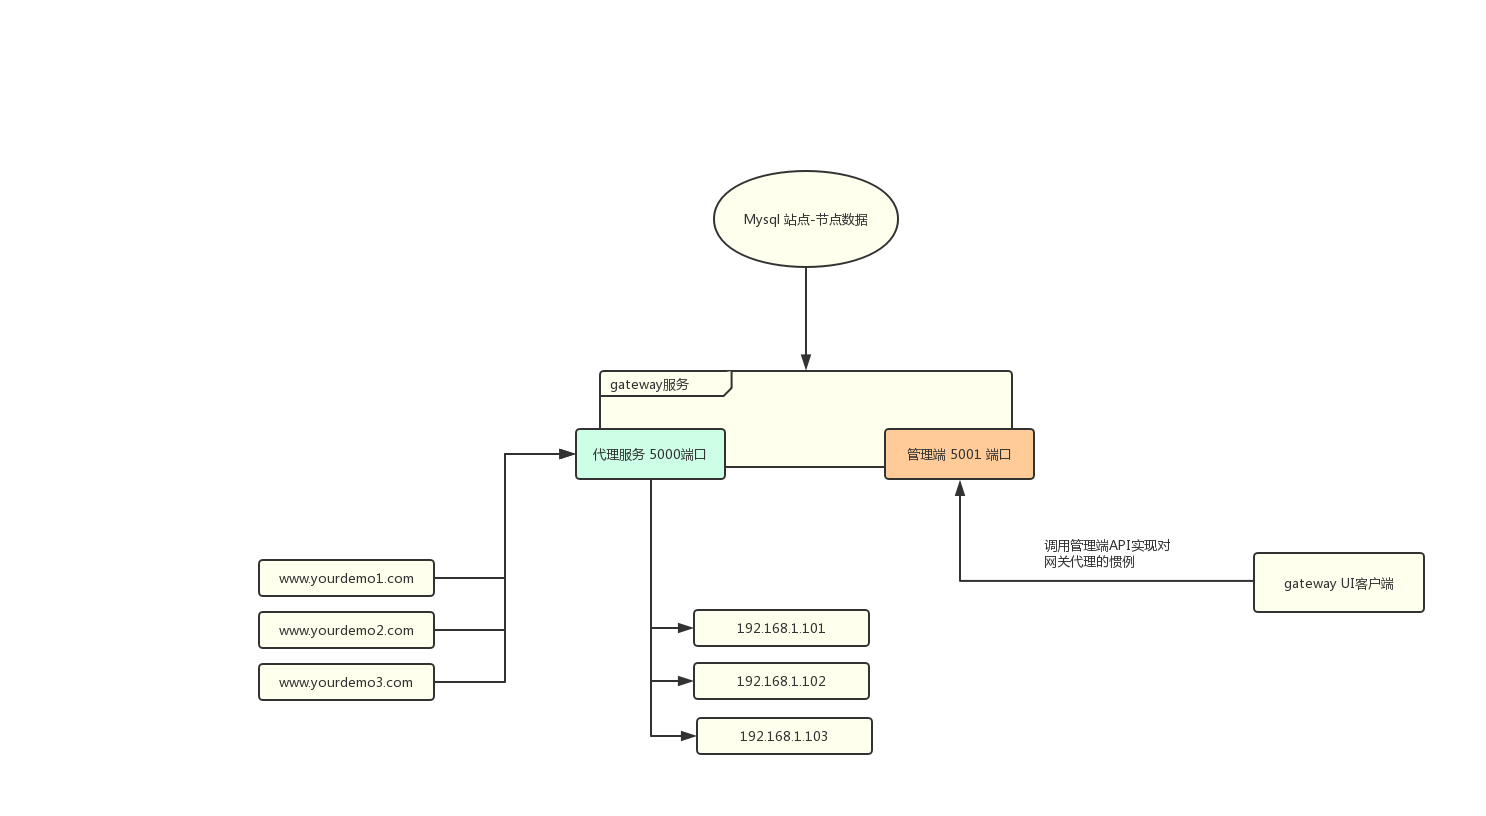 Mysql 站点-节点数据
gateway服务
代理服务 5000端口
管理端 5001 端口
调用管理端API实现对
网关代理的惯例
gateway UI客户端
www.yourdemo1.com
www.yourdemo2.com
www.yourdemo3.com
192.168.1.101
192.168.1.102
192.168.1.103